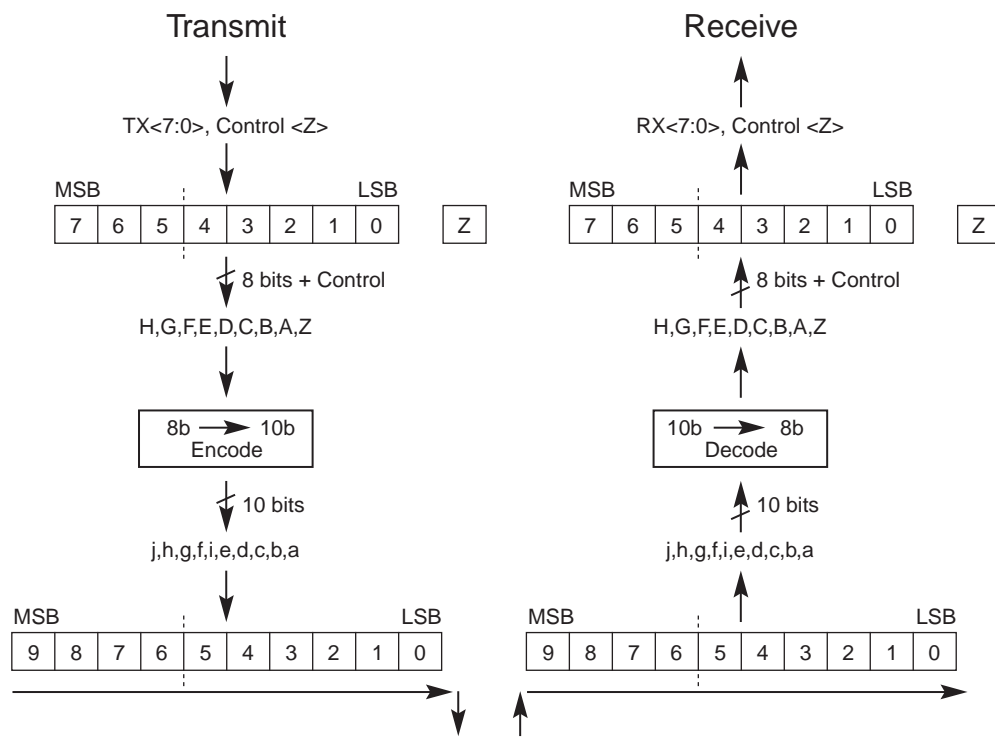 Transmit
TX<7:0>, Control <Z>
MSB LSB
7 6 5 4 3 2 1 0 Z
8 bits + Control
H,G,F,E,D,C,B,A,Z
8b 10b
Encode
10 bits
j,h,g,f,i,e,d,c,b,a
MSB LSB
9 8 7 6 5 4 3 2 1 0
Receive
RX<7:0>, Control <Z>
MSB LSB
7 6 5 4 3 2 1 0 Z
8 bits + Control
H,G,F,E,D,C,B,A,Z
10b 8b
Decode
10 bits
j,h,g,f,i,e,d,c,b,a
MSB LSB
9 8 7 6 5 4 3 2 1 0